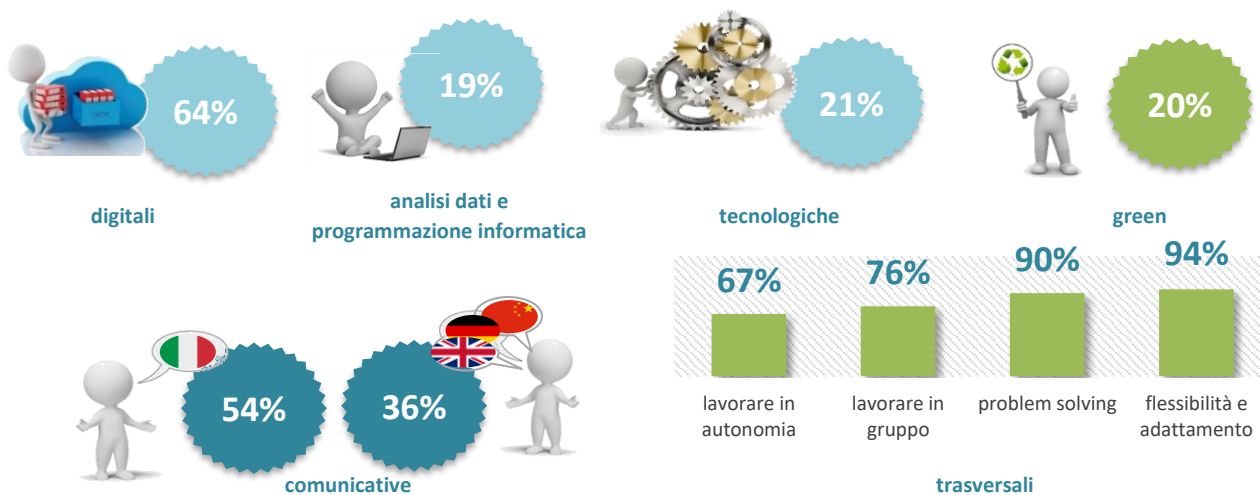 64%
19%
21%
20%
digitali
analisi dati e
programmazione informatica
tecnologiche
green
54%
36%
comunicative
67%
76%
90%
94%
lavorare in
autonomia
lavorare in
gruppo
problem solving
flessibilità e
adattamento
trasversali